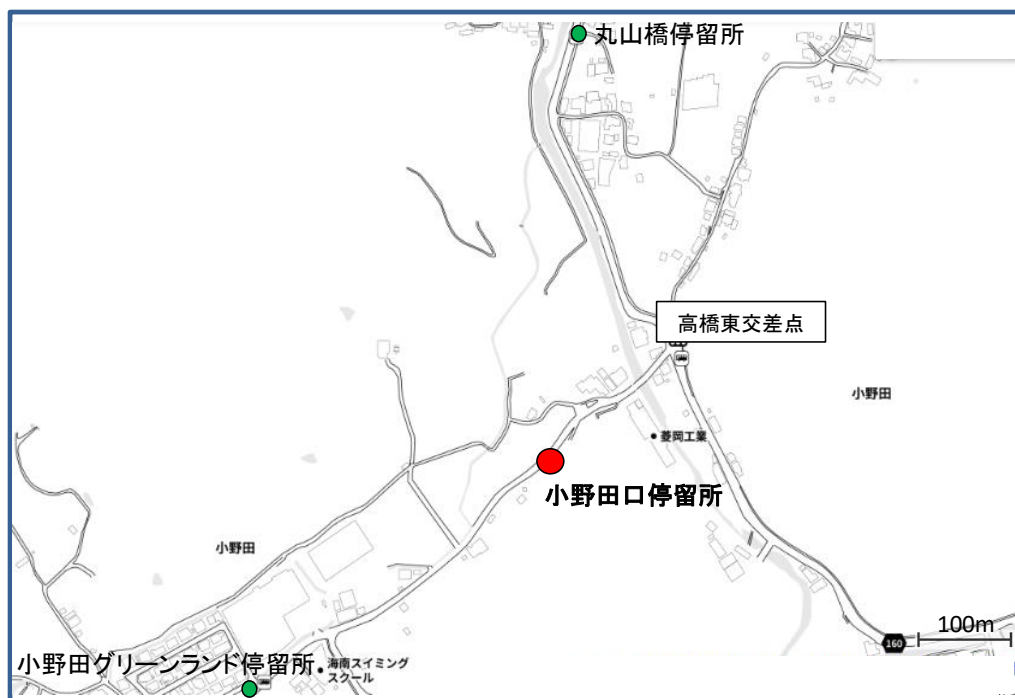 丸山橋停留所
高橋東交差点
小野田
菱岡工業
小野田口停留所
小野田
160
100m
小野田グリーンランド停留所
海南スイミング
スクール